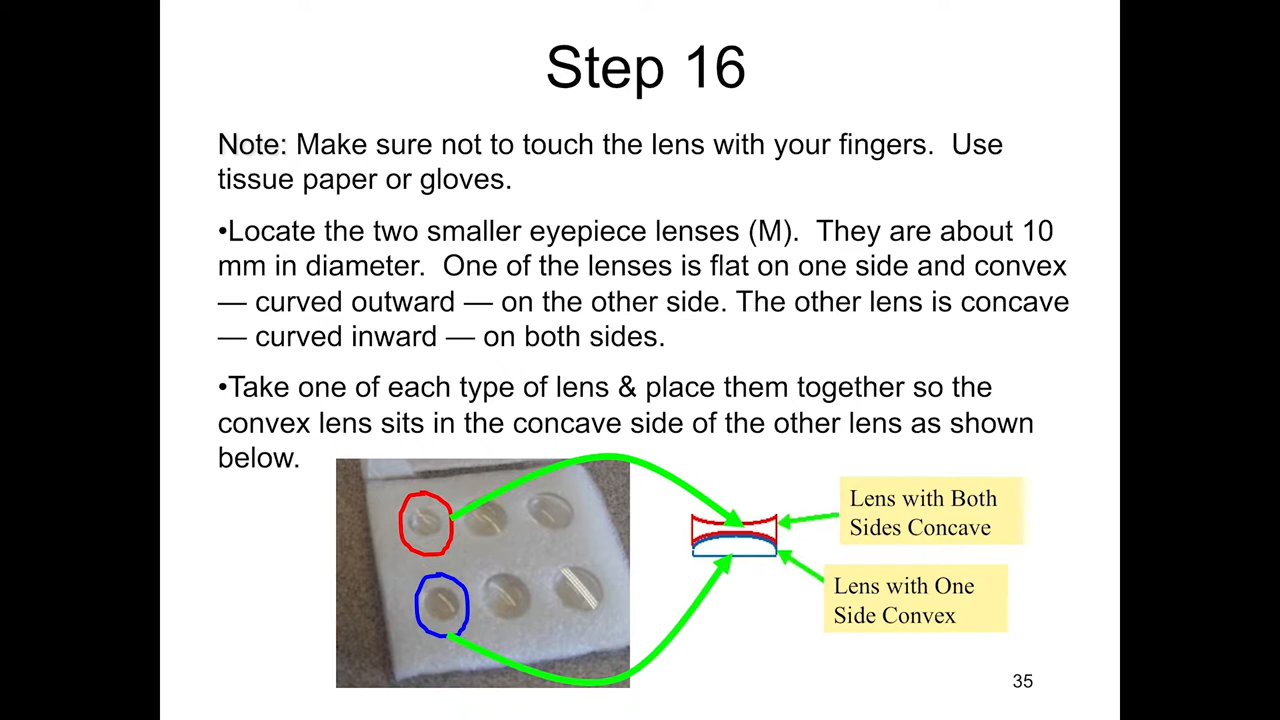 Step 16
Note: Make sure not to touch the lens with your fingers.  Use
tissue paper or gloves.
•Locate the two smaller eyepiece lenses (M).  They are about 10
mm in diameter.  One of the lenses is flat on one side and convex
— curved outward — on the other side. The other lens is concave
— curved inward — on both sides.
•Take one of each type of lens & place them together so the
convex lens sits in the concave side of the other lens as shown
below.
Lens with Both
Sides Concave
Lens with One
Side Convex
35